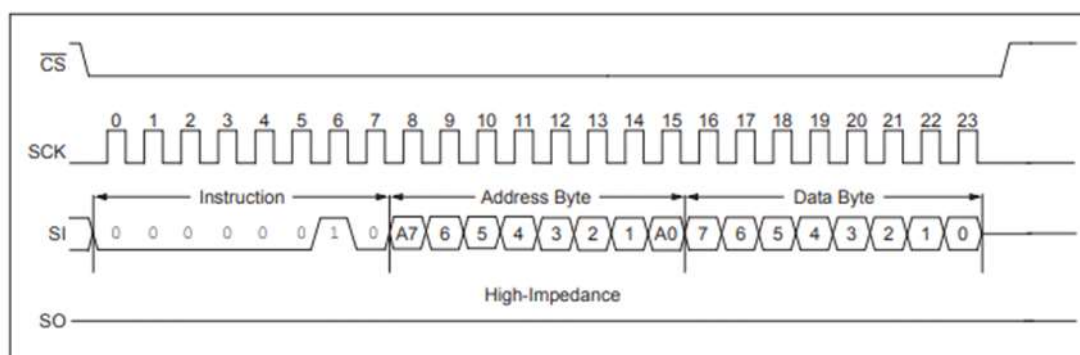 CS
0 1 2 3 4 5 6 7 8 9 10 11 12 13 14 15 16 17 18 19 20 21 22 23
SCK
Instruction Address Byte Data Byte
SI 0 0 0 0 0 0 1 0 A7 6 5 4 3 2 1 A0 7 6 5 4 3 2 1 0
High-Impedance
SO